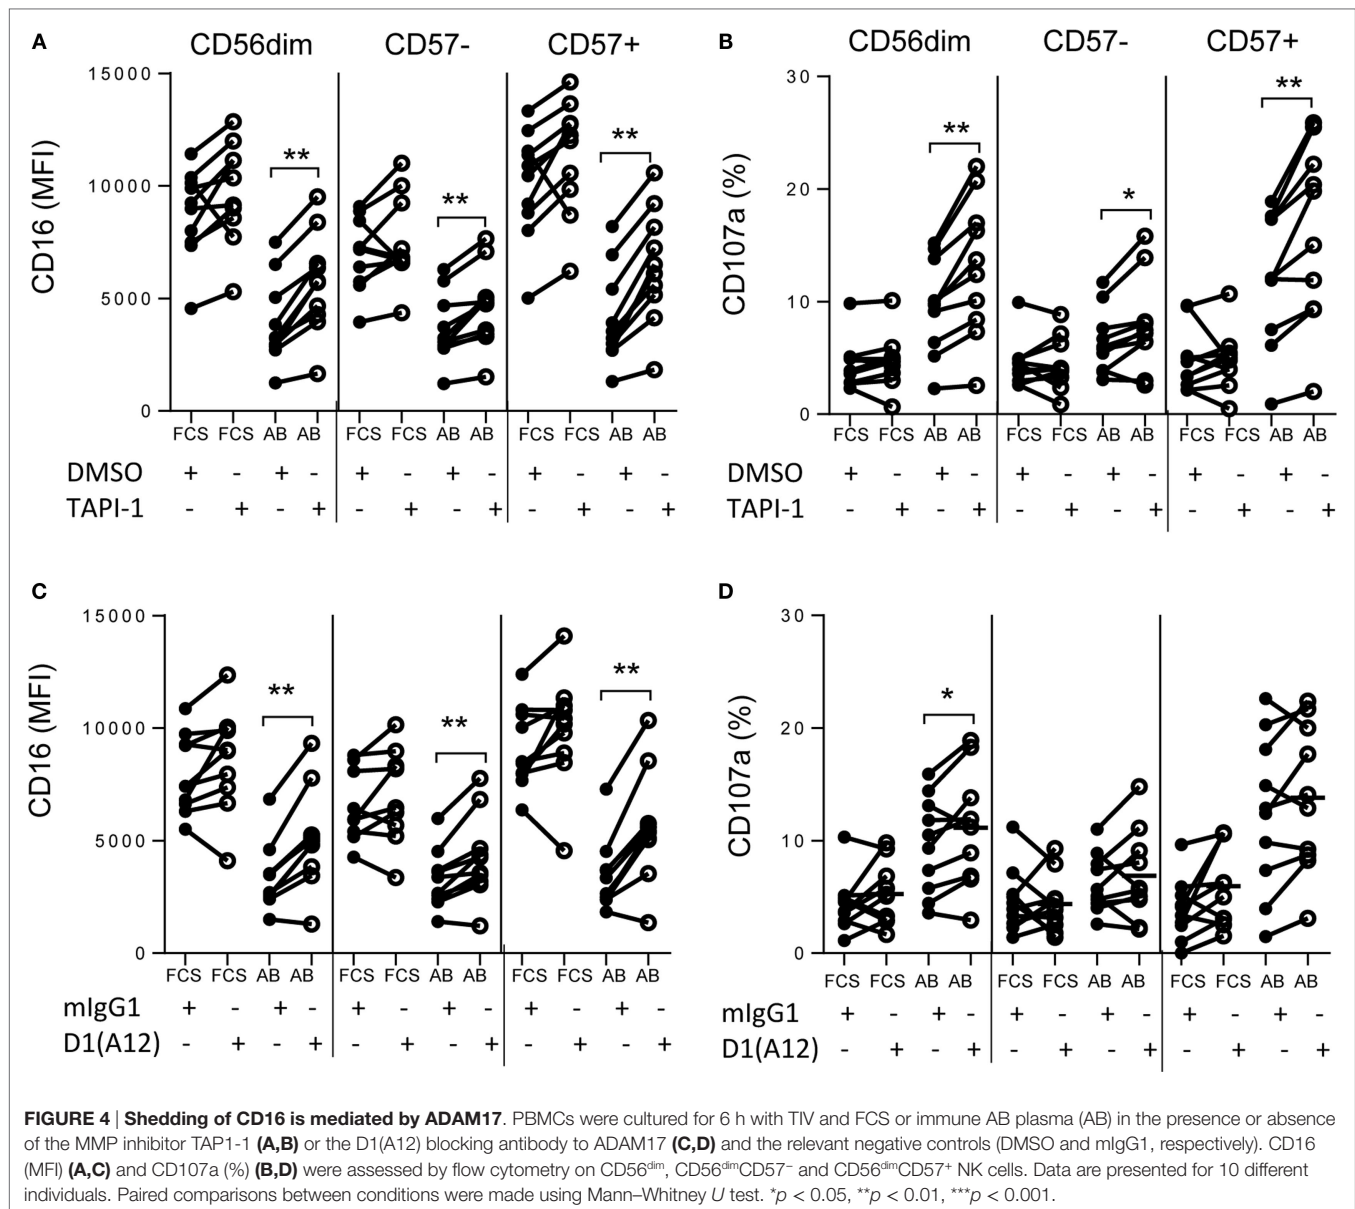 A
CD56dim CD57- CD57+
15000
10000
5000
0
CD16 (MFI)
** ** **
FCS FCS AB AB FCS FCS AB AB FCS FCS AB AB
DMSO + - + - + - + - + - + -
TAPI-1 - + - + - + - + - + - +
B
CD56dim CD57- CD57+
30
20
10
0
CD107a (%)
** * **
FCS FCS AB AB FCS FCS AB AB FCS FCS AB AB
DMSO + - + - + - + - + - + -
TAPI-1 - + - + - + - + - + - +
C
15000
10000
5000
0
CD16 (MFI)
** ** **
FCS FCS AB AB FCS FCS AB AB FCS FCS AB AB
mIgG1 + - + - + - + - + - + -
D1(A12) - + - + - + - + - + - +
D
30
20
10
0
CD107a (%)
*
FCS FCS AB AB FCS FCS AB AB FCS FCS AB AB
mIgG1 + - + - + - + - + - + -
D1(A12) - + - + - + - + - + - +
FIGURE 4 | Shedding of CD16 is mediated by ADAM17. PBMCs were cultured for 6 h with TIV and FCS or immune AB plasma (AB) in the presence or absence
of the MMP inhibitor TAP1-1 (A,B) or the D1(A12) blocking antibody to ADAM17 (C,D) and the relevant negative controls (DMSO and mIgG1, respectively). CD16
(MFI) (A,C) and CD107a (%) (B,D) were assessed by flow cytometry on CD56dim, CD56dimCD57− and CD56dimCD57+ NK cells. Data are presented for 10 different
individuals. Paired comparisons between conditions were made using Mann–Whitney U test. *p < 0.05, **p < 0.01, ***p < 0.001.